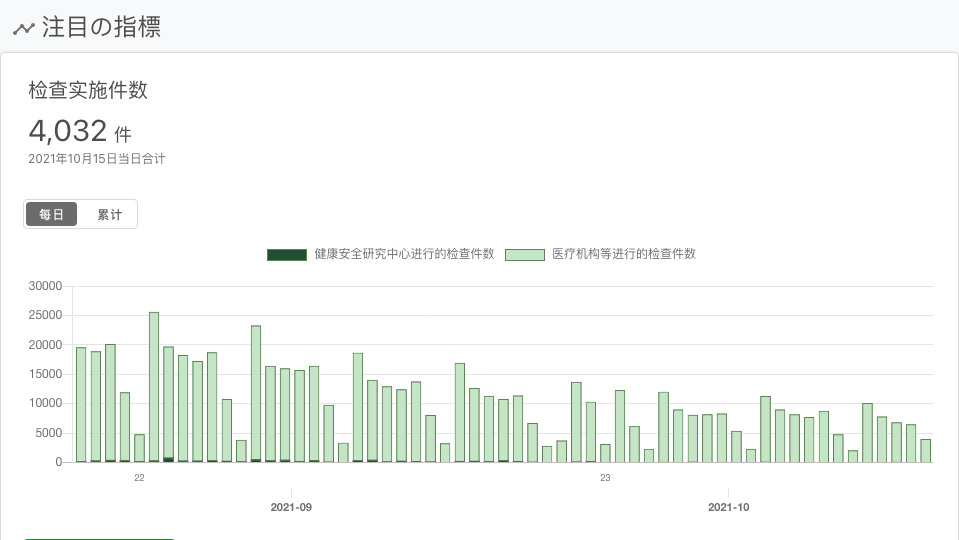 注目の指標
检查实施件数
4,032 件
2021年10月15日当日合计
每日 累计
健康安全研究中心进行的检查件数 医疗机构等进行的检查件数
30000
25000
20000
15000
10000
5000
0
22 23
2021-09 2021-10